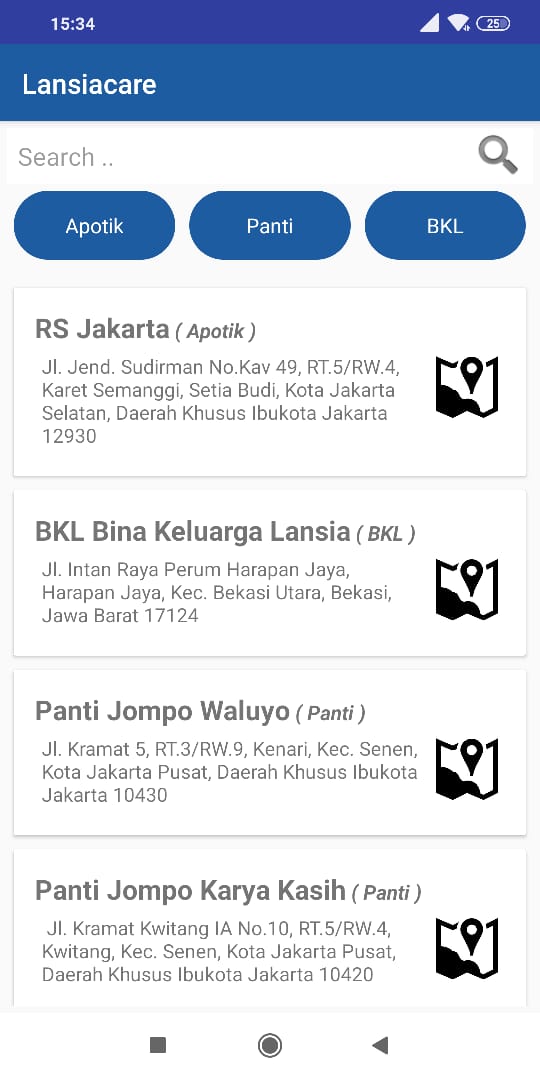 15:34
25
Lansiacare
Search ..
Apotik
Panti
BKL
RS Jakarta ( Apotik )
Jl. Jend. Sudirman No.Kav 49, RT.5/RW.4,
Karet Semanggi, Setia Budi, Kota Jakarta
Selatan, Daerah Khusus Ibukota Jakarta
12930
BKL Bina Keluarga Lansia ( BKL )
Jl. Intan Raya Perum Harapan Jaya,
Harapan Jaya, Kec. Bekasi Utara, Bekasi,
Jawa Barat 17124
Panti Jompo Waluyo ( Panti )
Jl. Kramat 5, RT.3/RW.9, Kenari, Kec. Senen,
Kota Jakarta Pusat, Daerah Khusus Ibukota
Jakarta 10430
Panti Jompo Karya Kasih ( Panti )
Jl. Kramat Kwitang IA No.10, RT.5/RW.4,
Kwitang, Kec. Senen, Kota Jakarta Pusat,
Daerah Khusus Ibukota Jakarta 10420